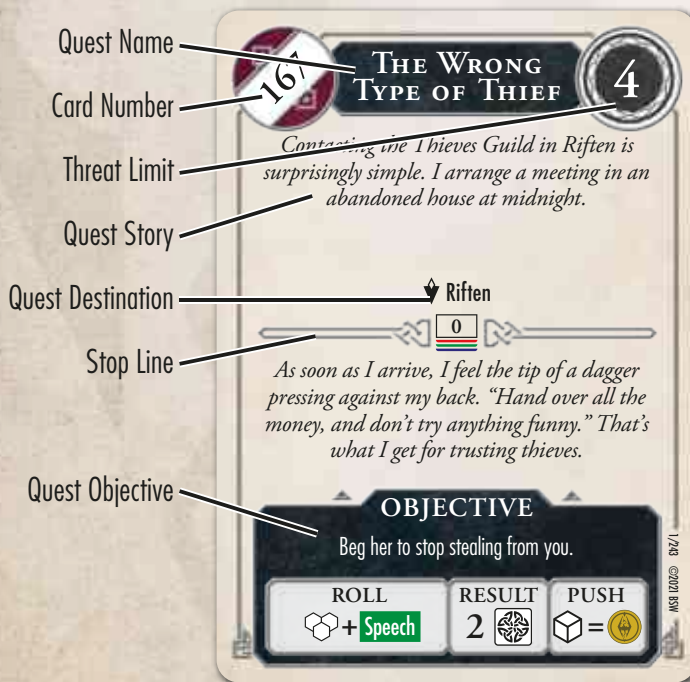 Quest Name
Card Number
Threat Limit
Quest Story
Quest Destination
Stop Line
Quest Objective
167
The Wrong
Type of Thief
4
Contacting the Thieves Guild in Riften is
surprisingly simple. I arrange a meeting in an
abandoned house at midnight.
Riften
0
As soon as I arrive, I feel the tip of a dagger
pressing against my back. “Hand over all the
money, and don’t try anything funny.” That’s
what I get for trusting thieves.
OBJECTIVE
Beg her to stop stealing from you.
ROLL
+ Speech
RESULT
2
PUSH
=
1/243 ©2021 BSW